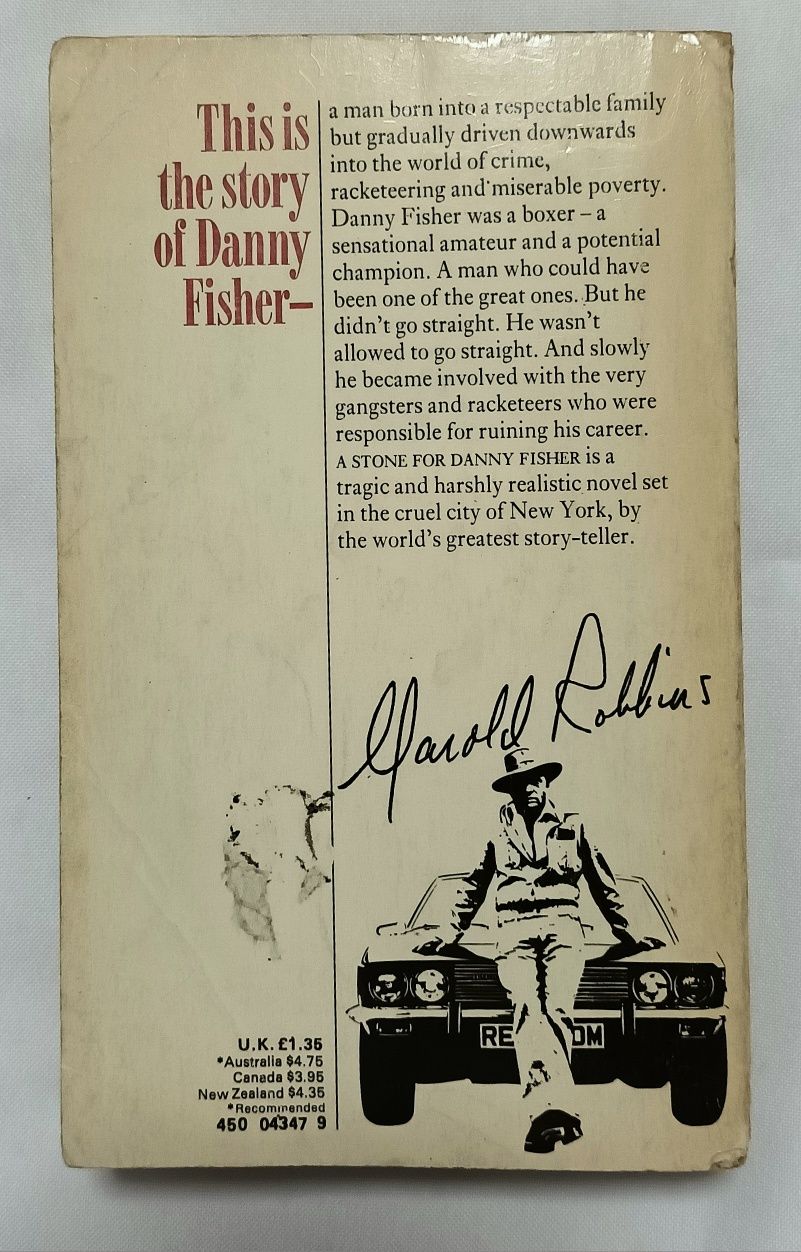 This is
the story
of Danny
Fisher–
a man born into a respectable family
but gradually driven downwards
into the world of crime,
racketeering and miserable poverty.
Danny Fisher was a boxer – a
sensational amateur and a potential
champion. A man who could have
been one of the great ones. But he
didn't go straight. He wasn't
allowed to go straight. And slowly
he became involved with the very
gangsters and racketeers who were
responsible for ruining his career.
A STONE FOR DANNY FISHER is a
tragic and harshly realistic novel set
in the cruel city of New York, by
the world's greatest story-teller.
Harold Robbins
RE DM
U.K. £1.35
*Australia $4.75
Canada $3.95
New Zealand $4.35
*Recommended
450 04347 9